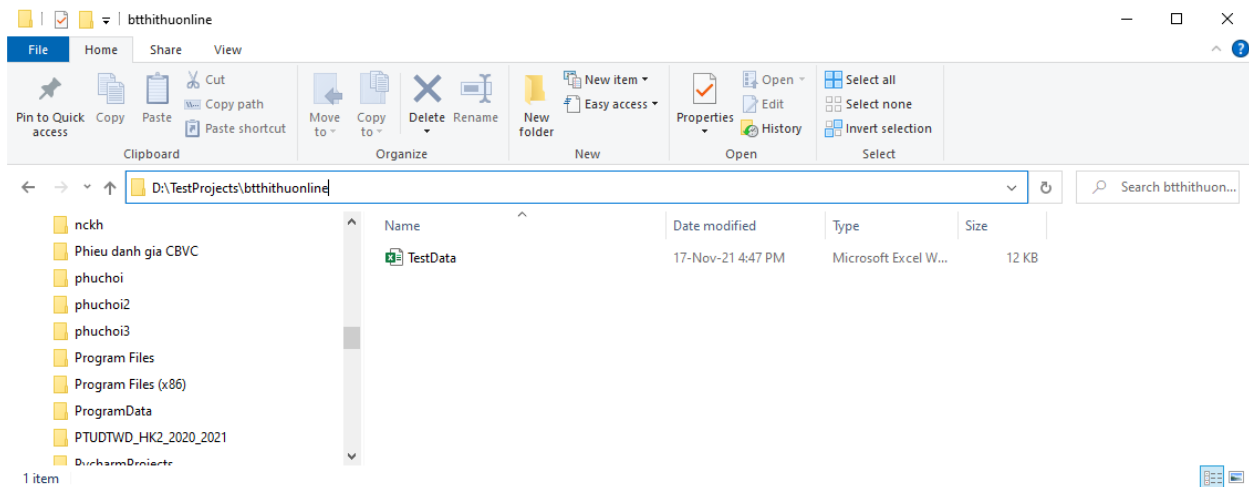 btthithuonline
File Home Share View
Pin to Quick access
Copy
Paste
Cut
Copy path
Paste shortcut
Clipboard
Move to
Copy to
Delete
Rename
Organize
New folder
New item
Easy access
New
Properties
Open
Edit
History
Open
Select all
Select none
Invert selection
Select
D:\TestProjects\btthithuonline
Search btthithuon...
nckh
Phieu danh gia CBVC
phuchoi
phuchoi2
phuchoi3
Program Files
Program Files (x86)
ProgramData
PTUDTWD_HK2_2020_2021
PycharmProjects
Name Date modified Type Size
TestData 17-Nov-21 4:47 PM Microsoft Excel W... 12 KB
1 item